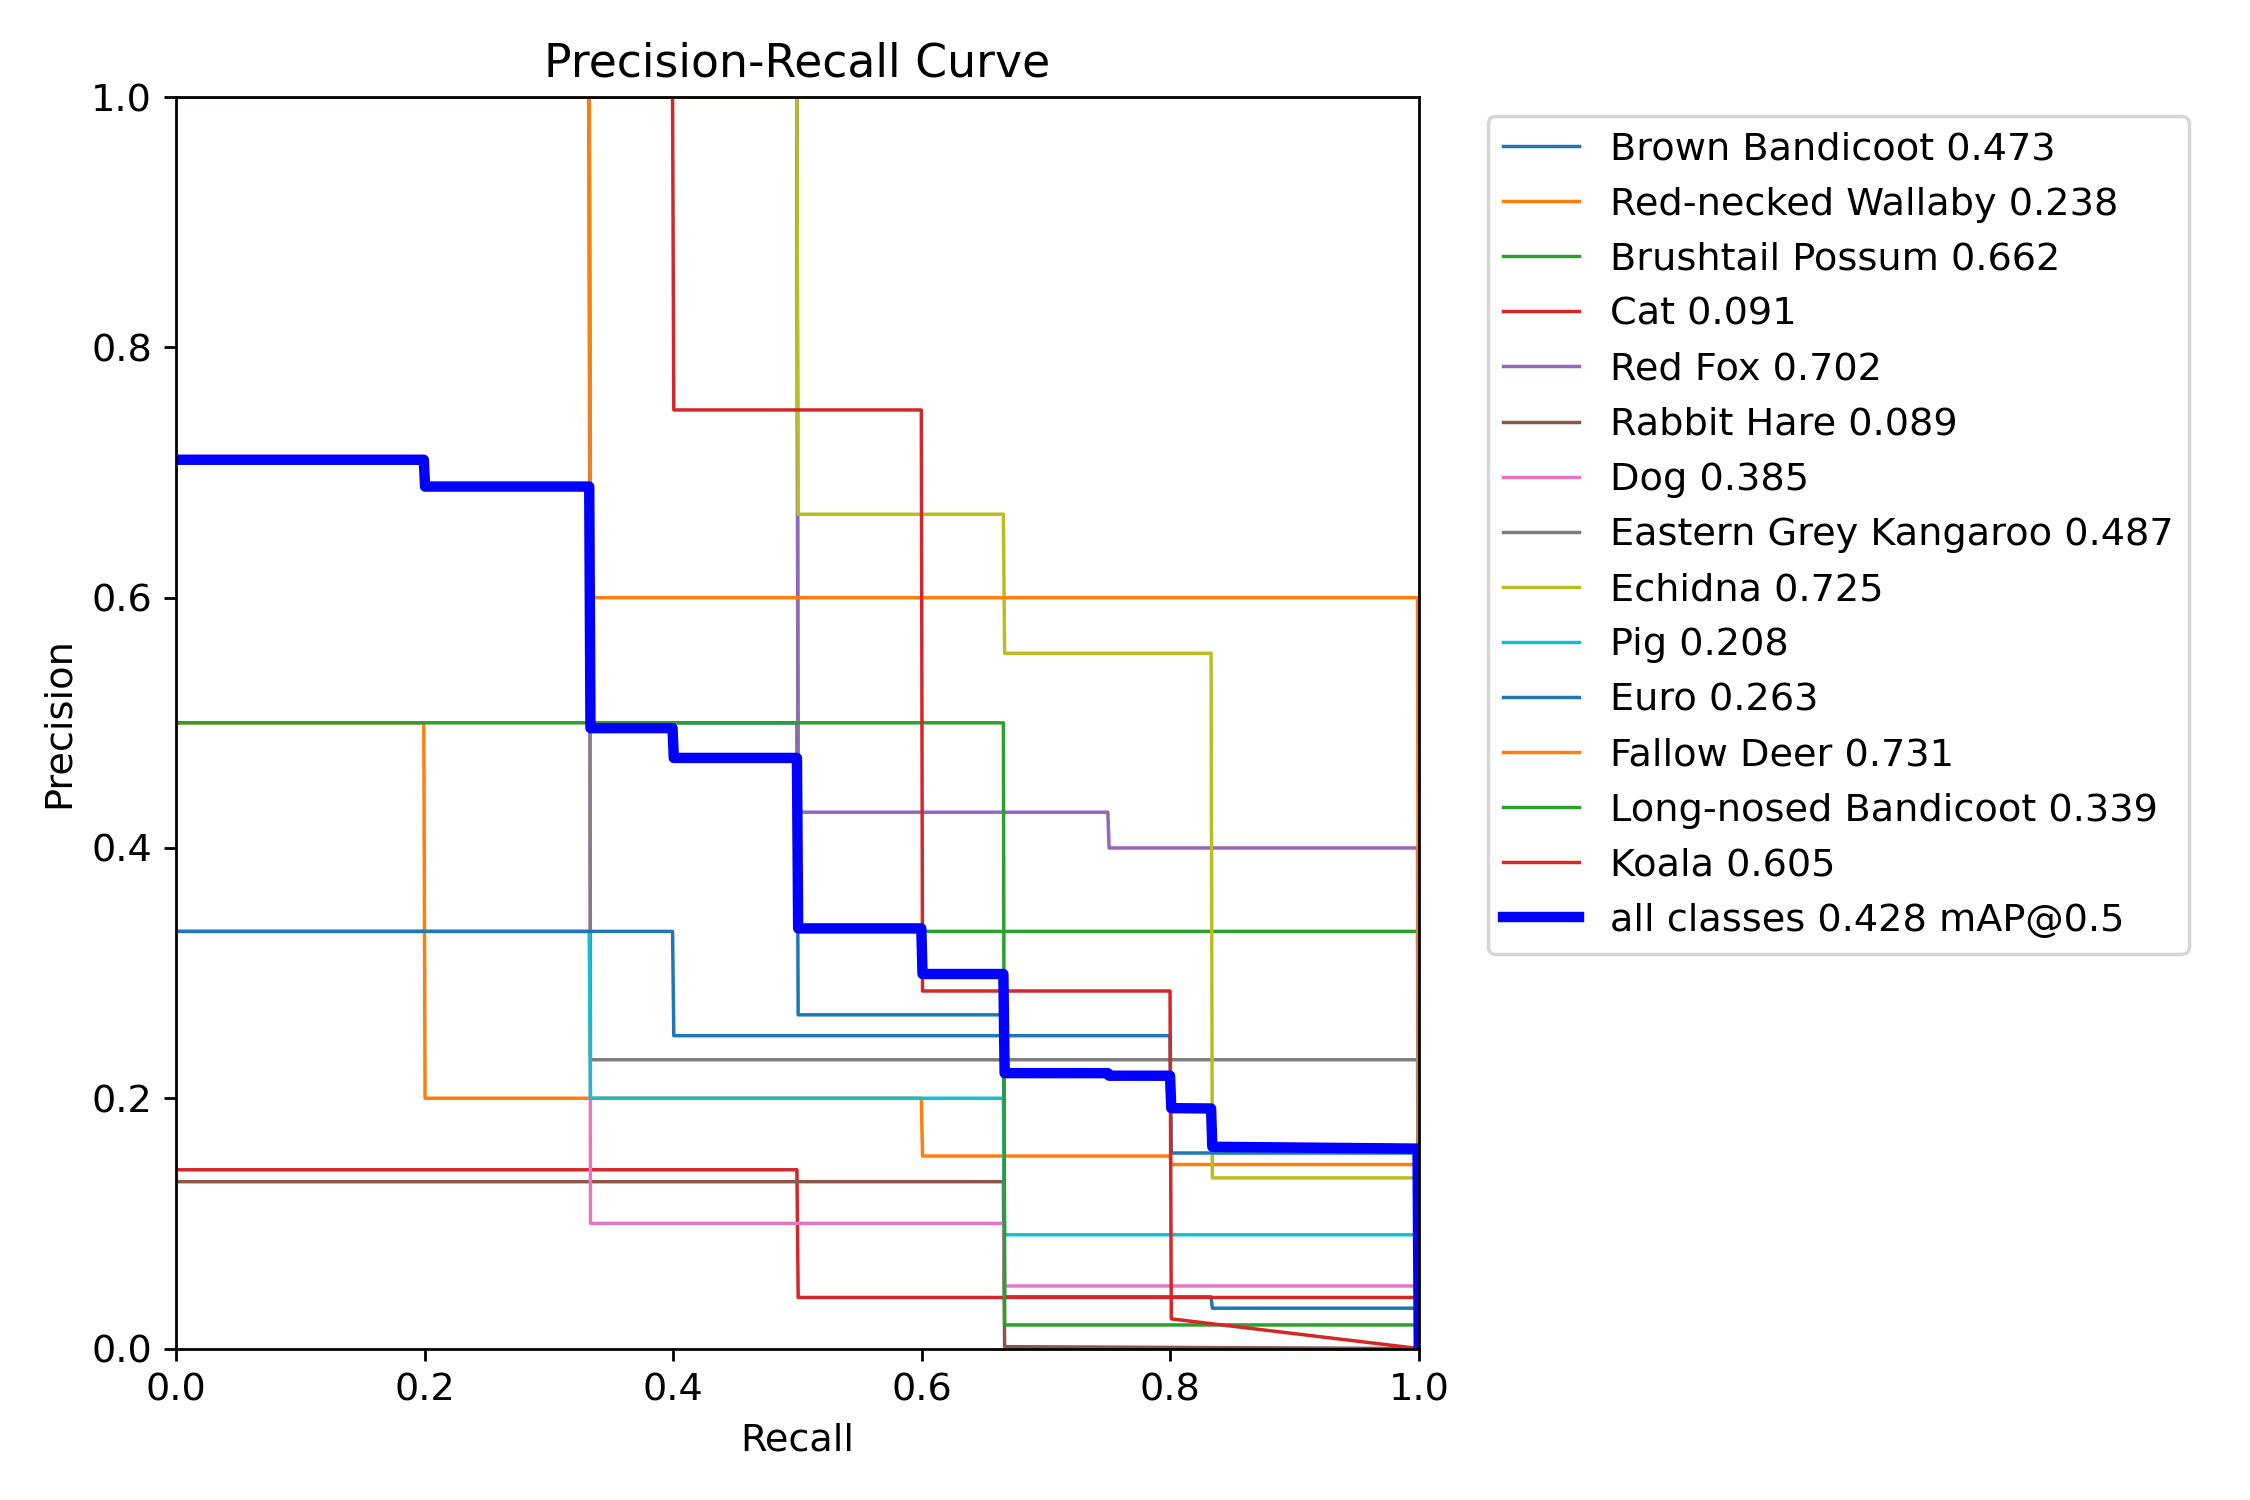 Precision-Recall Curve
1.0
0.8
0.6
0.4
0.2
0.0
Precision
0.0 0.2 0.4 0.6 0.8 1.0
Recall
Brown Bandicoot 0.473
Red-necked Wallaby 0.238
Brushtail Possum 0.662
Cat 0.091
Red Fox 0.702
Rabbit Hare 0.089
Dog 0.385
Eastern Grey Kangaroo 0.487
Echidna 0.725
Pig 0.208
Euro 0.263
Fallow Deer 0.731
Long-nosed Bandicoot 0.339
Koala 0.605
all classes 0.428 mAP@0.5